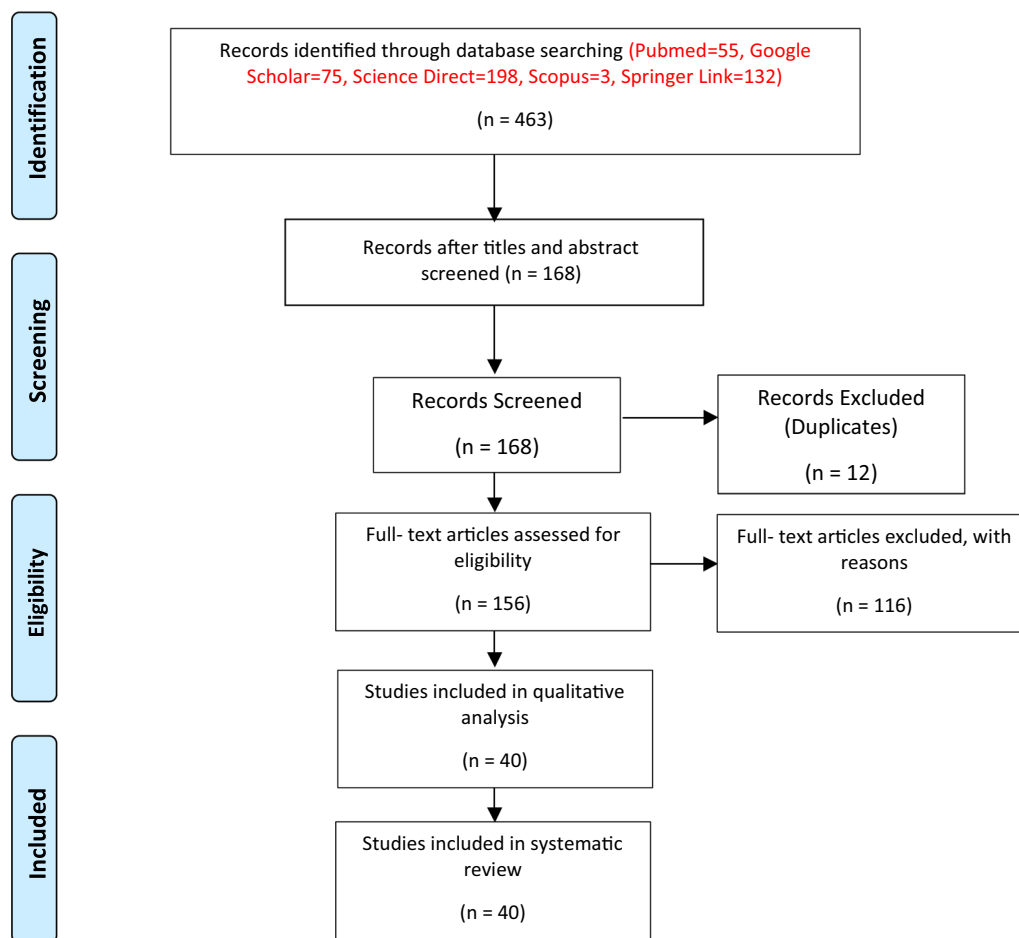 Identification
Records identified through database searching (Pubmed=55, Google
Scholar=75, Science Direct=198, Scopus=3, Springer Link=132)
(n = 463)
Records after titles and abstract
screened (n = 168)
Screening
Records Screened
(n = 168)
Records Excluded
(Duplicates)
(n = 12)
Eligibility
Full- text articles assessed for
eligibility
(n = 156)
Full- text articles excluded, with
reasons
(n = 116)
Studies included in qualitative
analysis
(n = 40)
Included
Studies included in systematic
review
(n = 40)